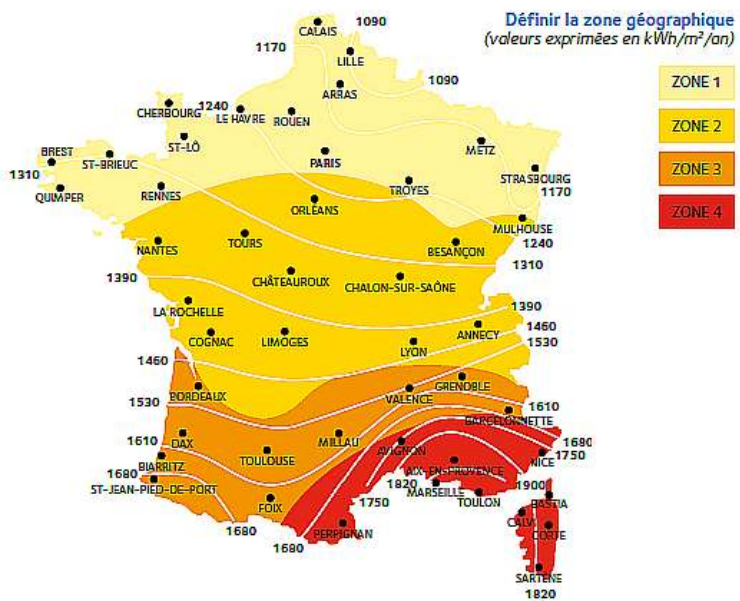 Définir la zone géographique
(valeurs exprimées en kWh/m²/an)
ZONE 1
ZONE 2
ZONE 3
ZONE 4
CALAIS
1090
1170
LILLE
1090
ARRAS
CHERBOURG
1240
LE HAVRE
ROUEN
ST-LÔ
METZ
BREST
ST-BRIEUC
PARIS
STRASBOURG
1310
QUIMPER
RENNES
TROYES
1170
ORLÉANS
MULHOUSE
NANTES
TOURS
BESANÇON
1240
1310
1390
CHÂTEAUROUX
CHALON-SUR-SAÔNE
LA ROCHELLE
1390
COGNAC
LIMOGES
LYON
ANNECY
1460
1530
1460
BORDEAUX
VALENCE
GRENOBLE
1530
1610
BARCELONNETTE
DAX
MILLAU
AVIGNON
1610
1680
1750
BIARRITZ
TOULOUSE
NICE
1680
AIX-EN-PROVENCE
ST-JEAN-PIED-DE-PORT
1820
MARSEILLE
1900
FOIX
1750
TOULON
BASTIA
1680
PERPIGNAN
CALVI
CORTE
1680
SARTENE
1820